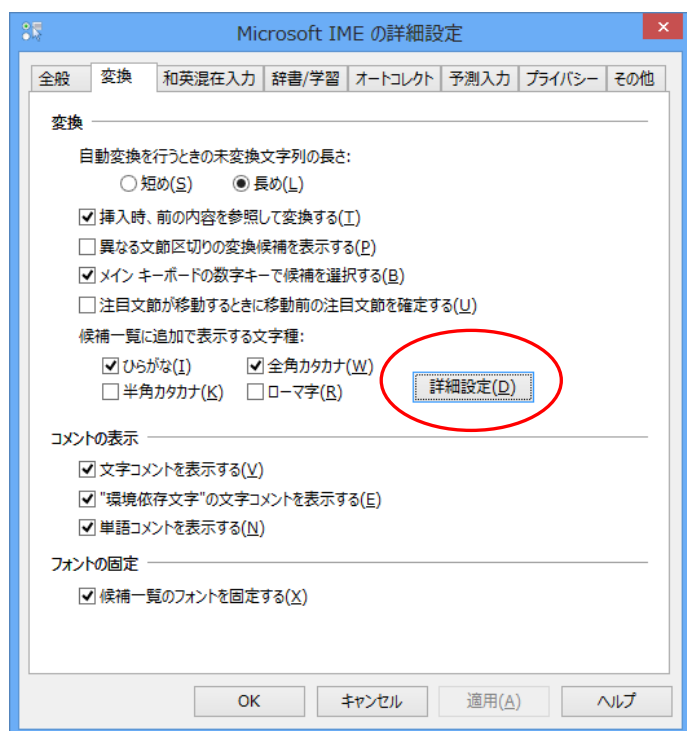 Microsoft IME の詳細設定
全般 変換 和英混在入力 辞書/学習 オートコレクト 予測入力 プライバシー その他
変換
自動変換を行うときの未変換文字列の長さ:
短め(S) 長め(L)
挿入時、前の内容を参照して変換する(T)
異なる文節区切りの変換候補を表示する(P)
メイン キーボードの数字キーで候補を選択する(B)
注目文節が移動するときに移動前の注目文節を確定する(U)
候補一覧に追加で表示する文字種:
ひらがな(I) 全角カタカナ(W)
半角カタカナ(K) ローマ字(R) 詳細設定(D)
コメントの表示
文字コメントを表示する(V)
"環境依存文字"の文字コメントを表示する(E)
単語コメントを表示する(N)
フォントの固定
候補一覧のフォントを固定する(X)
OK キャンセル 適用(A) ヘルプ